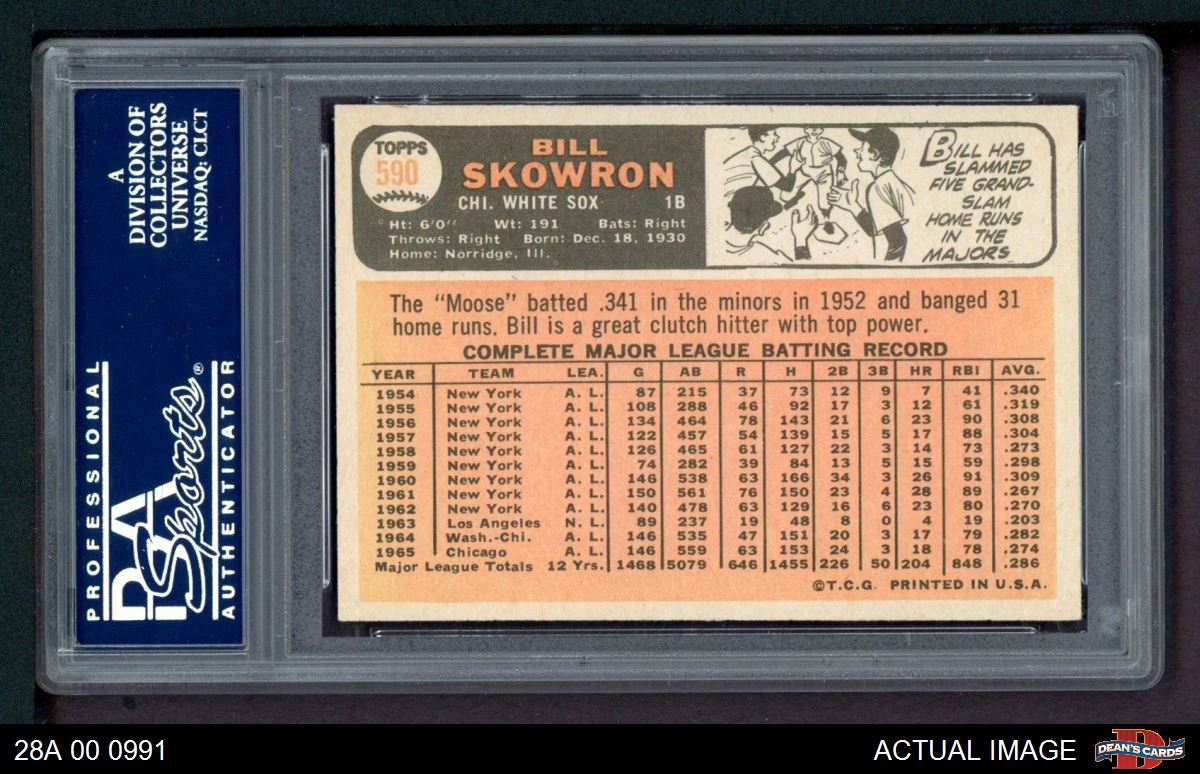 A
DIVISION OF
COLLECTORS
UNIVERSE
NASDAQ: CLCT
PROFESSIONAL
PSA
Sports®
AUTHENTICATOR
TOPPS
590
BILL
SKOWRON
CHI. WHITE SOX 1B
Ht: 6'0" Wt: 191 Bats: Right
Throws: Right Born: Dec. 18, 1930
Home: Norridge, Ill.
BILL HAS
SLAMMED
FIVE GRAND-
SLAM
HOME RUNS
IN THE
MAJORS
The "Moose" batted .341 in the minors in 1952 and banged 31
home runs. Bill is a great clutch hitter with top power.
COMPLETE MAJOR LEAGUE BATTING RECORD
YEAR TEAM LEA. G AB R H 2B 3B HR RBI AVG.
1954 New York A. L. 87 215 37 73 12 9 7 41 .340
1955 New York A. L. 108 288 46 92 17 3 12 61 .319
1956 New York A. L. 134 464 78 143 21 6 23 90 .308
1957 New York A. L. 122 457 54 139 15 5 17 88 .304
1958 New York A. L. 126 465 61 127 22 3 14 73 .273
1959 New York A. L. 74 282 39 84 13 5 15 59 .298
1960 New York A. L. 146 538 63 166 34 3 26 91 .309
1961 New York A. L. 150 561 76 150 23 4 28 89 .267
1962 New York A. L. 140 478 63 129 16 6 23 80 .270
1963 Los Angeles N. L. 89 237 19 48 8 0 4 19 .203
1964 Wash.-Chi. A. L. 146 535 47 151 20 3 17 79 .282
1965 Chicago A. L. 146 559 63 153 24 3 18 78 .274
Major League Totals 12 Yrs. 1468 5079 646 1455 226 50 204 848 .286
©T.C.G. PRINTED IN U.S.A.
28A 00 0991
ACTUAL IMAGE
DEAN'S CARDS